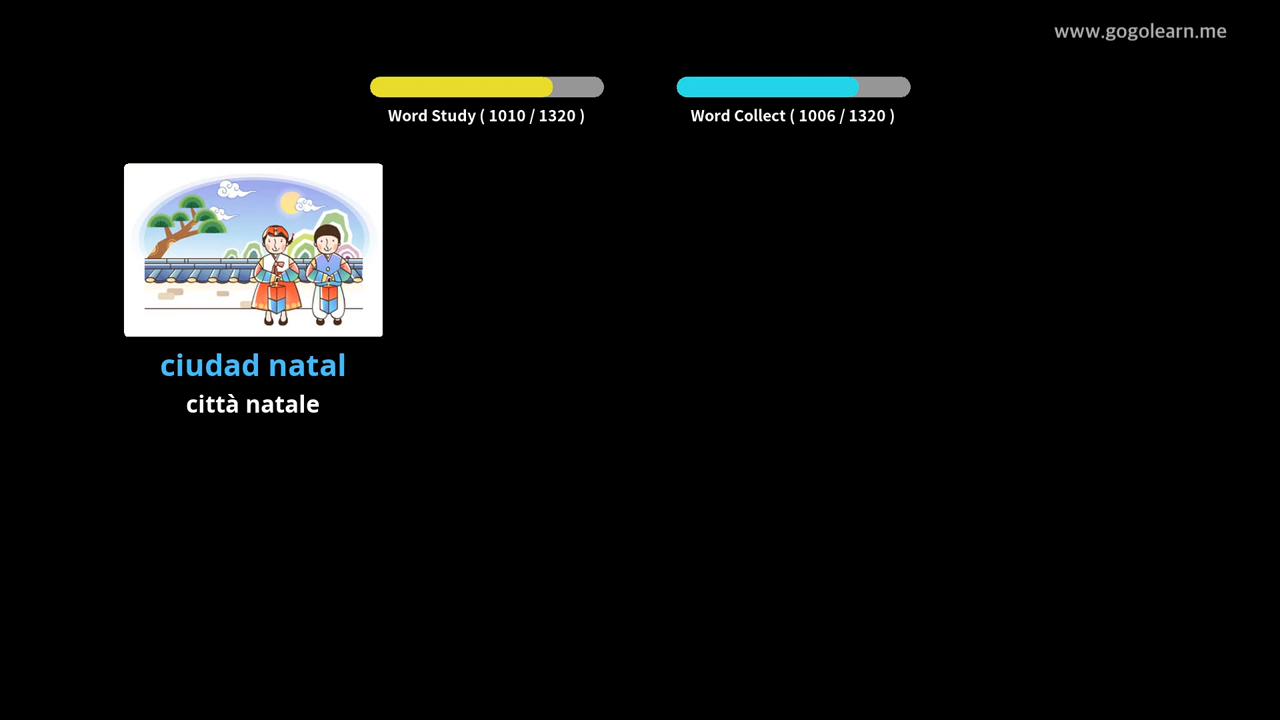 www.gogolearn.me
Word Study ( 1010 / 1320 )
Word Collect ( 1006 / 1320 )
ciudad natal
città natale